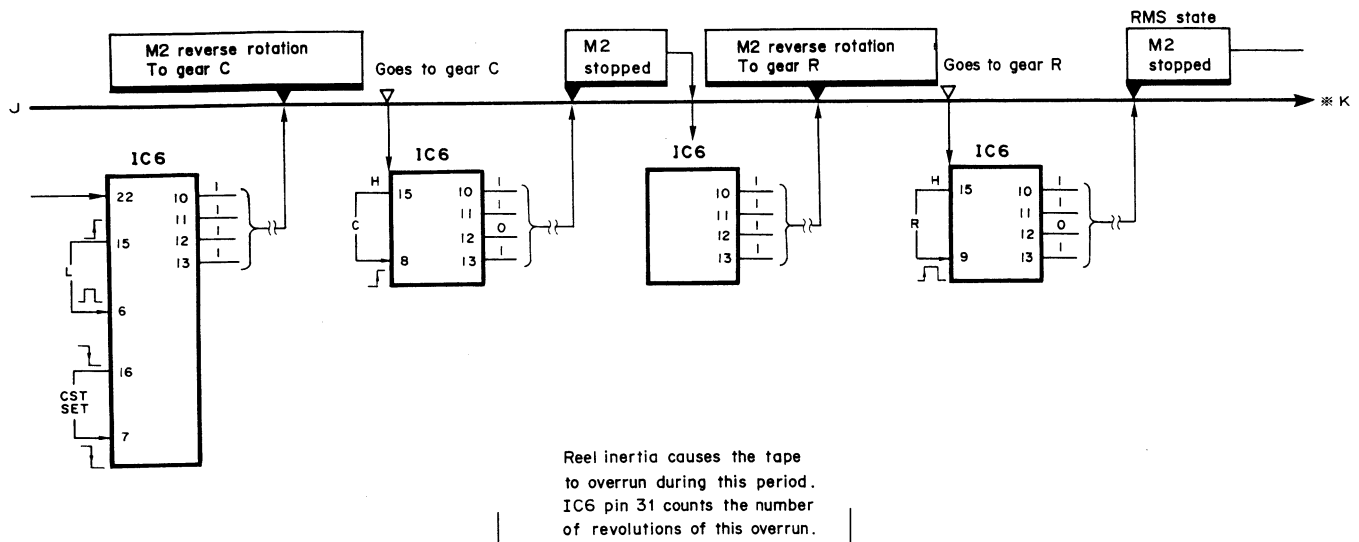 RMS state
M2 reverse rotation
To gear C
Goes to gear C
M2
stopped
M2 reverse rotation
To gear R
Goes to gear R
M2
stopped
J
※ K
IC6
22
15
6
16
7
10
11
12
13
1
1
1
1
L
CST
SET
IC6
H
15
8
C
10
11
12
13
1
1
0
1
IC6
10
11
12
13
1
1
1
1
IC6
H
15
9
R
10
11
12
13
1
1
0
1
Reel inertia causes the tape
to overrun during this period.
IC6 pin 31 counts the number
of revolutions of this overrun.